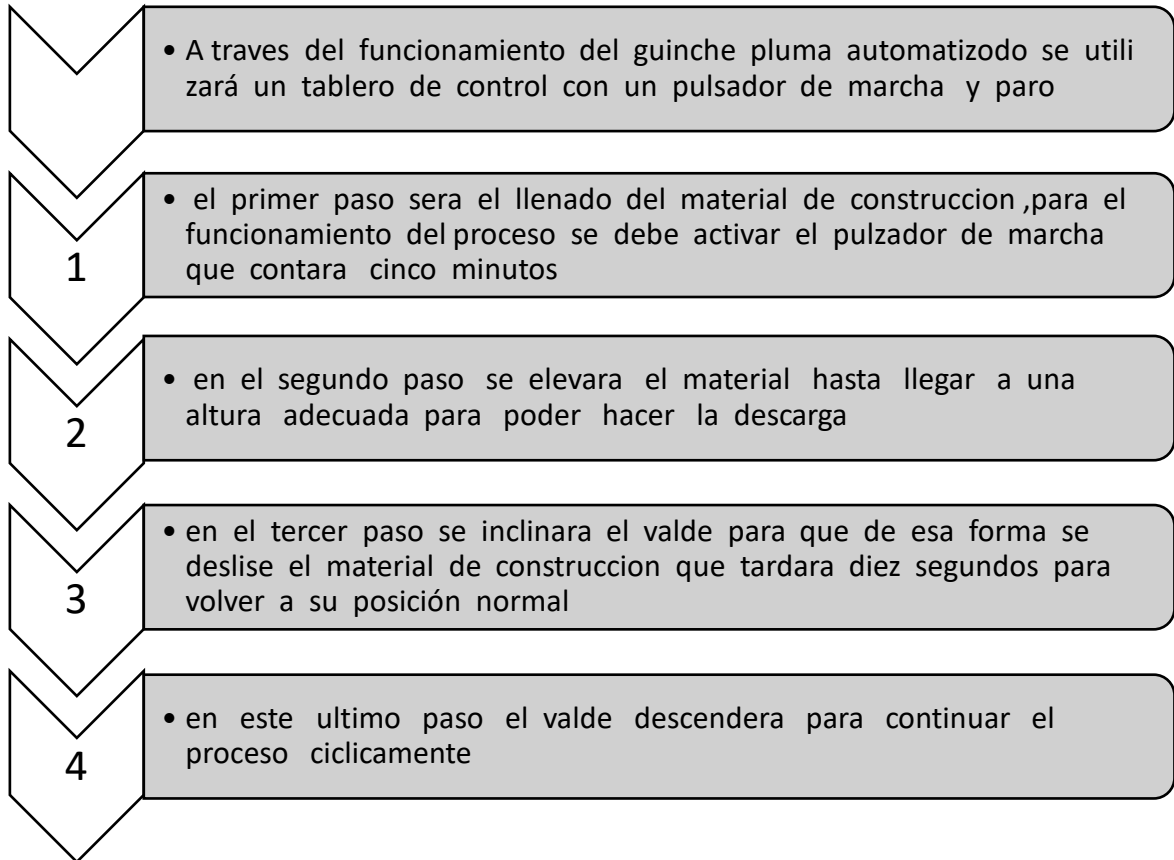 • A traves del funcionamiento del guinche pluma automatizodo se utili
zará un tablero de control con un pulsador de marcha y paro
1
• el primer paso sera el llenado del material de construccion ,para el
funcionamiento del proceso se debe activar el pulzador de marcha
que contara cinco minutos
2
• en el segundo paso se elevara el material hasta llegar a una
altura adecuada para poder hacer la descarga
3
• en el tercer paso se inclinara el valde para que de esa forma se
deslise el material de construccion que tardara diez segundos para
volver a su posición normal
4
• en este ultimo paso el valde descendera para continuar el
proceso ciclicamente